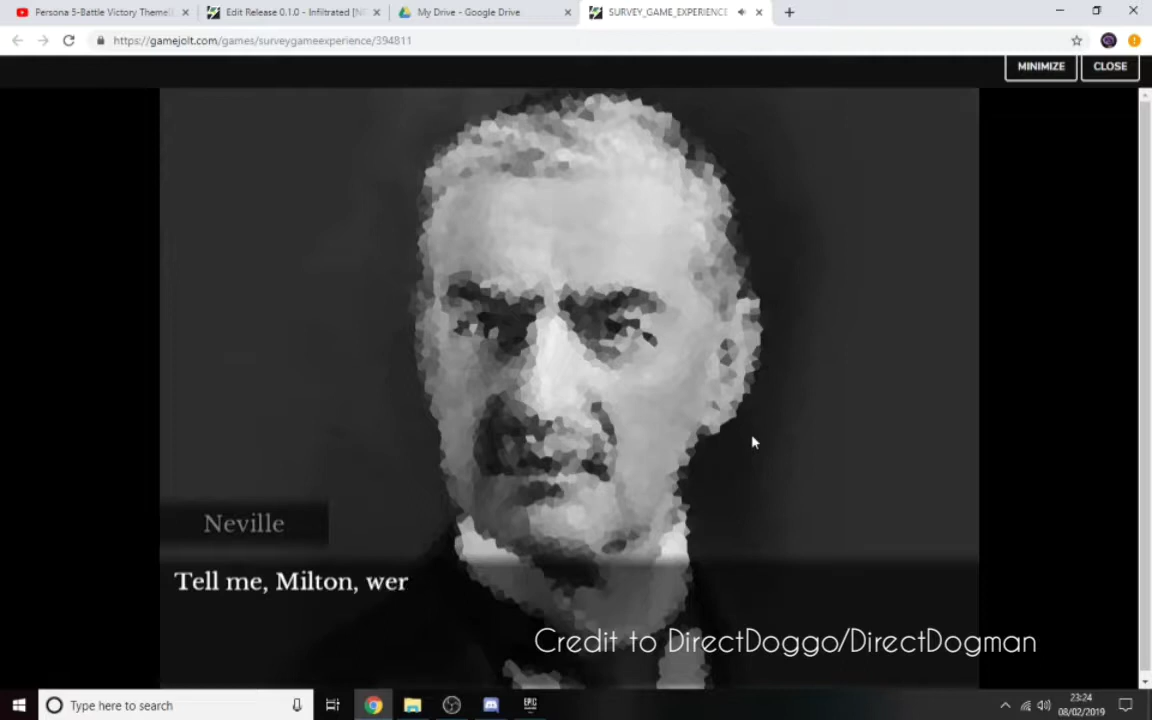 Persona 5-Battle Victory Theme
Edit Release 0.1.0 - Infiltrated [NE
My Drive - Google Drive
SURVEY_GAME_EXPERIENCE
https://gamejolt.com/games/surveygameexperience/394811
MINIMIZE
CLOSE
Neville
Tell me, Milton, wer
Credit to DirectDoggo/DirectDogman
Type here to search
EPIC
23:24
08/02/2019